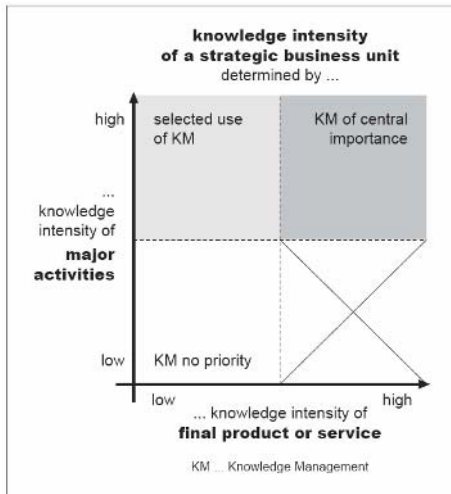 knowledge intensity
of a strategic business unit
determined by ...
high
selected use
of KM
KM of central
importance
...
knowledge
intensity of
major
activities
low
KM no priority
low
high
... knowledge intensity of
final product or service
KM ... Knowledge Management